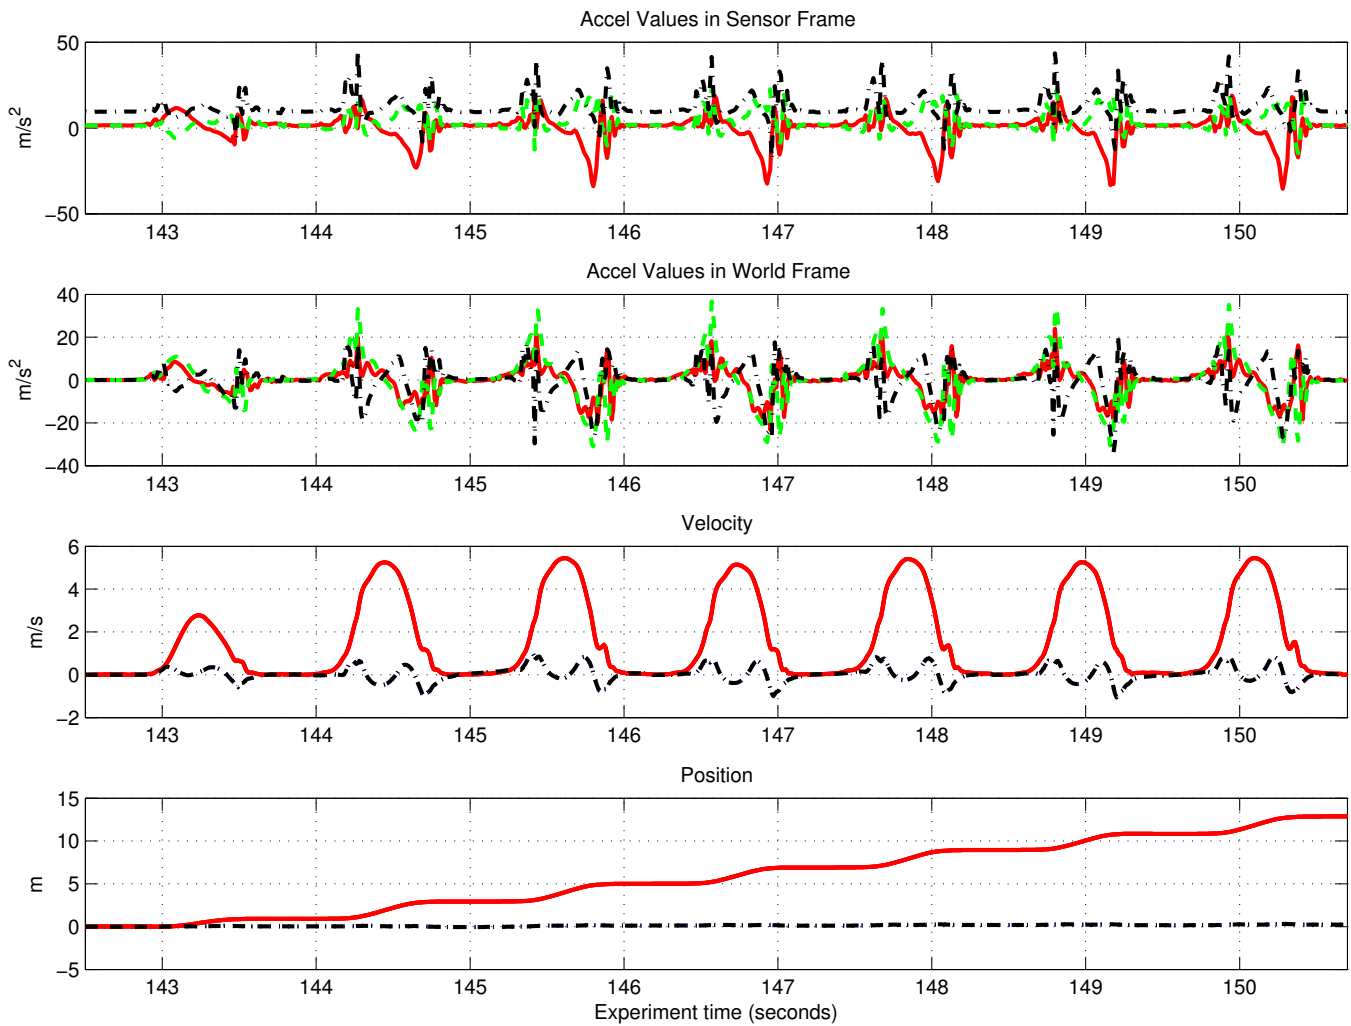 Accel Values in Sensor Frame
50
0
−50
m/s²
143 144 145 146 147 148 149 150
Accel Values in World Frame
40
20
0
−20
−40
m/s²
143 144 145 146 147 148 149 150
Velocity
6
4
2
0
−2
m/s
143 144 145 146 147 148 149 150
Position
15
10
5
0
−5
m
143 144 145 146 147 148 149 150
Experiment time (seconds)